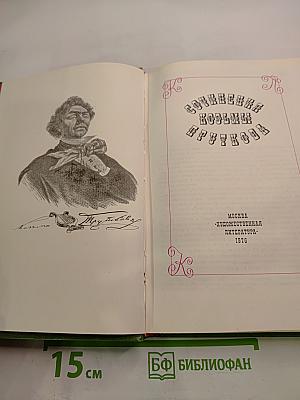 К П
СОЧИНЕНИЯ
КОЗЬМЫ
ПРУТКОВА
МОСКВА
«ХУДОЖЕСТВЕННАЯ
ЛИТЕРАТУРА»
1976
К
15 см
БФ БИБЛИОФАН